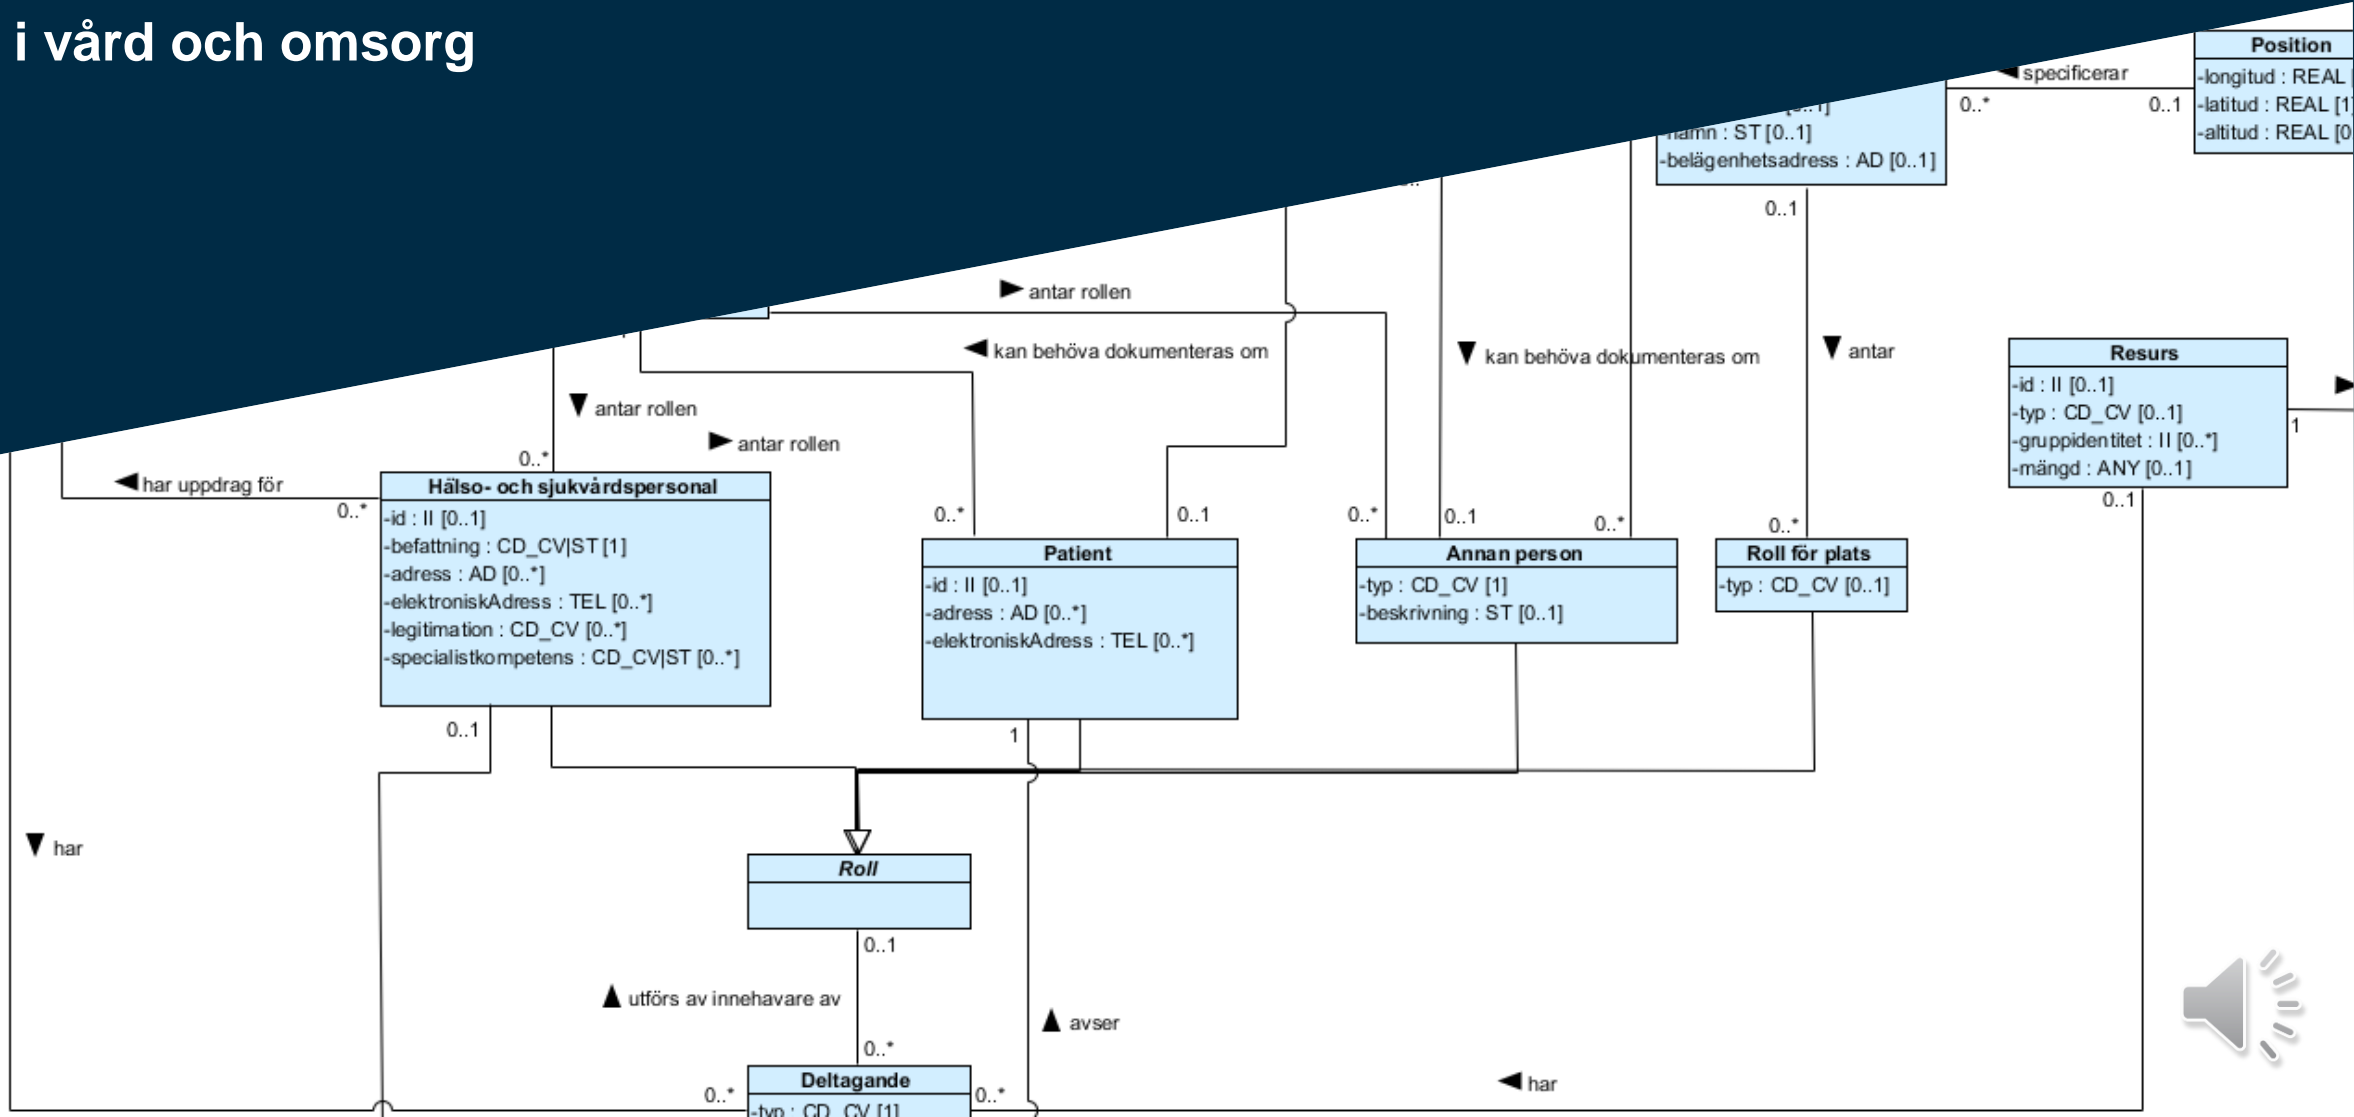 i vård och omsorg
Position
-longitud : REAL
-latitud : REAL [1
-altitud : REAL [0
specificerar
0..*
0..1
namn : ST [0..1]
-belägenhetsadress : AD [0..1]
0..1
antar rollen
kan behöva dokumenteras om
kan behöva dokumenteras om
antar
Resurs
-id : II [0..1]
-typ : CD_CV [0..1]
-gruppidentitet : II [0..*]
-mängd : ANY [0..1]
1
0..1
antar rollen
antar rollen
0..*
har uppdrag för
0..*
Hälso- och sjukvårdspersonal
-id : II [0..1]
-befattning : CD_CV|ST [1]
-adress : AD [0..*]
-elektroniskAdress : TEL [0..*]
-legitimation : CD_CV [0..*]
-specialistkompetens : CD_CV|ST [0..*]
0..1
0..*
0..1
Patient
-id : II [0..1]
-adress : AD [0..*]
-elektroniskAdress : TEL [0..*]
1
0..*
0..1
0..*
Annan person
-typ : CD_CV [1]
-beskrivning : ST [0..1]
0..*
Roll för plats
-typ : CD_CV [0..1]
har
Roll
0..1
utförs av innehavare av
avser
0..*
0..*
Deltagande
-typ : CD_CV [1]
0..*
har